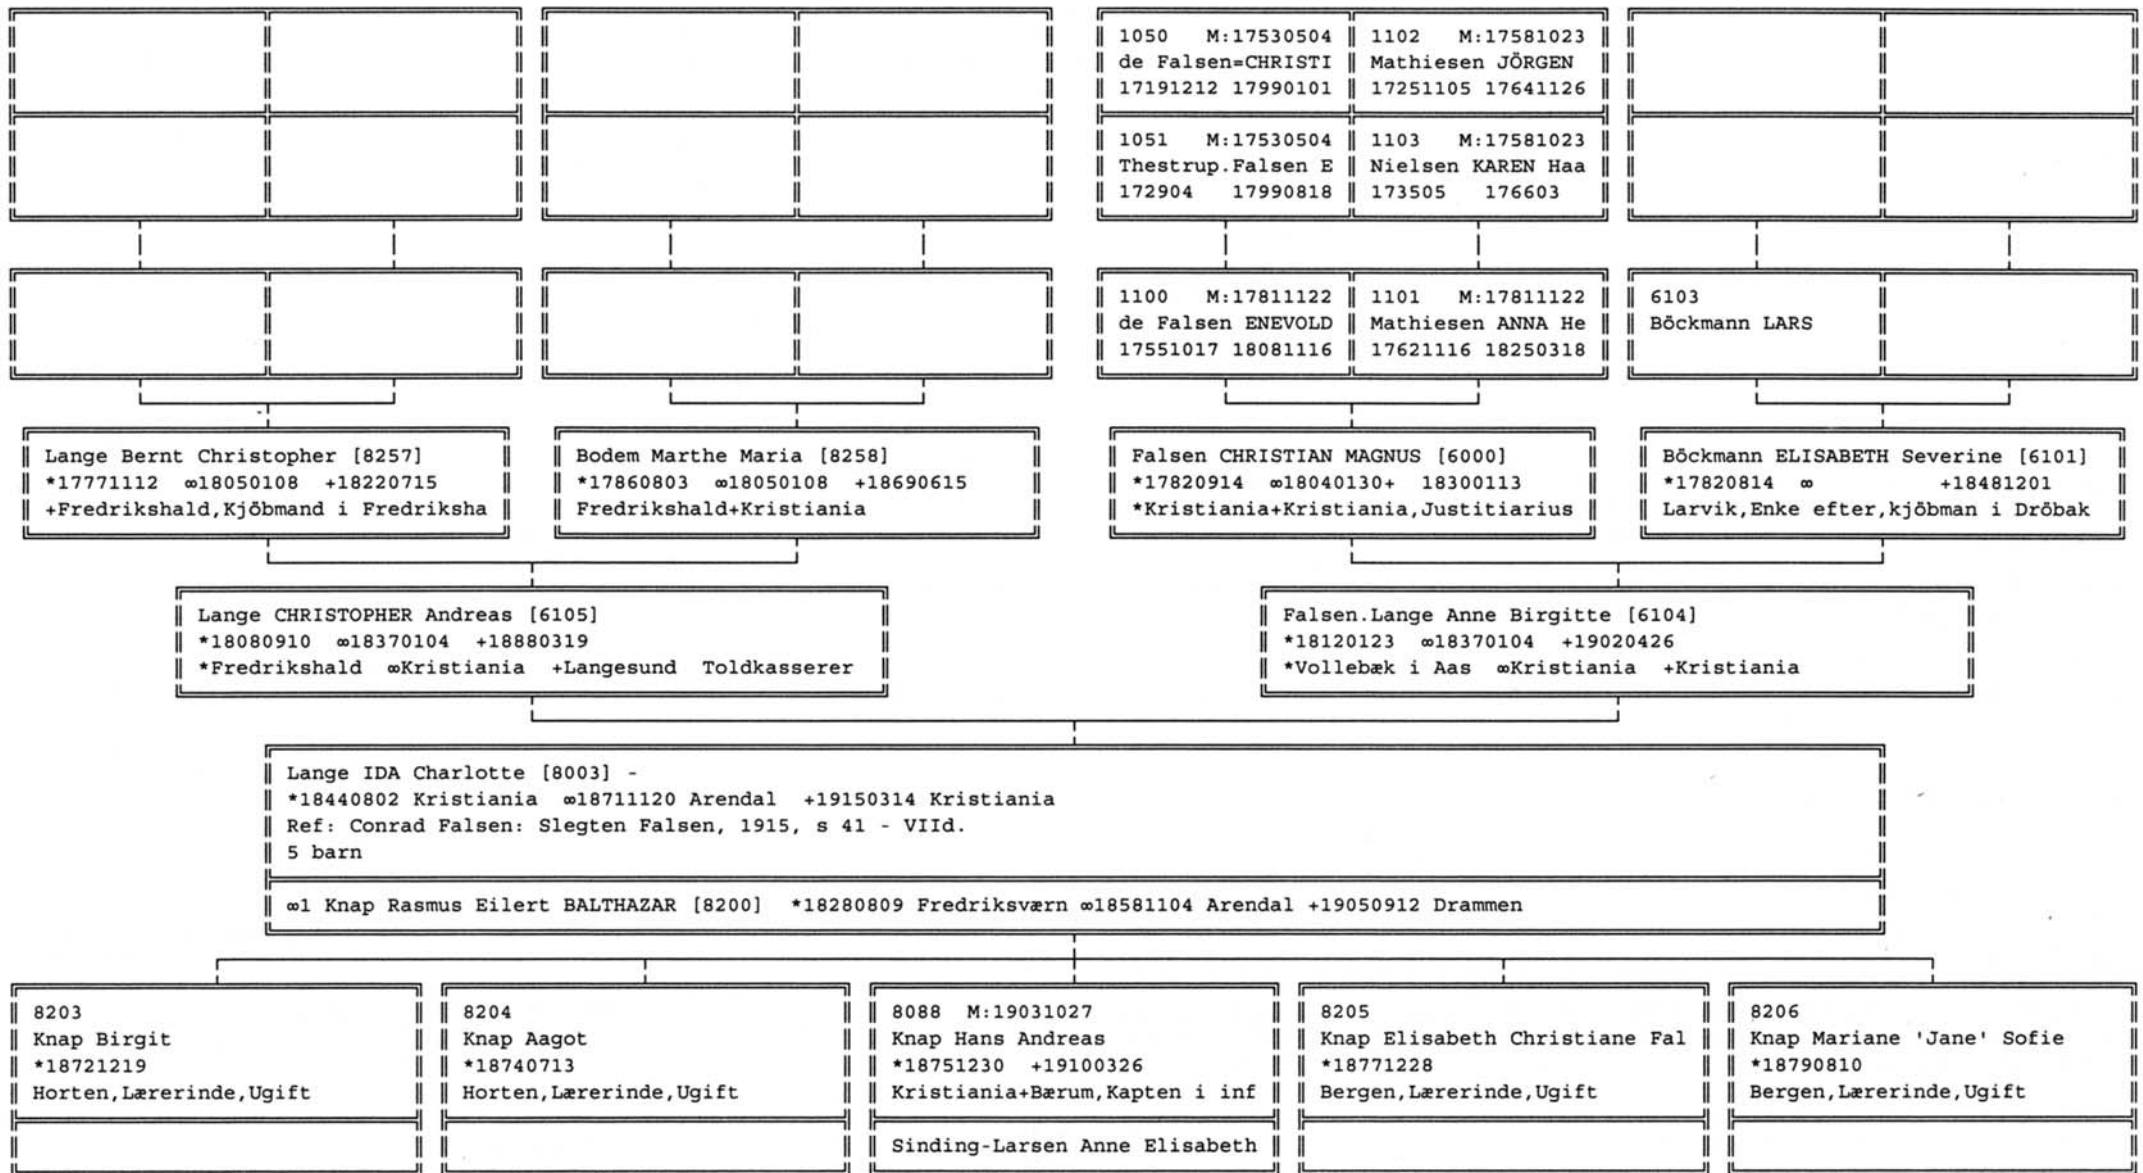 1050 M:17530504
de Falsen=CHRISTI
17191212 17990101
1102 M:17581023
Mathiesen JÖRGEN
17251105 17641126
1051 M:17530504
Thestrup.Falsen E
172904 17990818
1103 M:17581023
Nielsen KAREN Haa
173505 176603
1100 M:17811122
de Falsen ENEVOLD
17551017 18081116
1101 M:17811122
Mathiesen ANNA He
17621116 18250318
6103
Böckmann LARS
Lange Bernt Christopher [8257]
*17771112 ∞18050108 +18220715
+Fredrikshald,Kjöbmand i Fredriksha
Bodem Marthe Maria [8258]
*17860803 ∞18050108 +18690615
Fredrikshald+Kristiania
Falsen CHRISTIAN MAGNUS [6000]
*17820914 ∞18040130+ 18300113
*Kristiania+Kristiania,Justitiarius
Böckmann ELISABETH Severine [6101]
*17820814 ∞ +18481201
Larvik,Enke efter,kjöbman i Dröbak
Lange CHRISTOPHER Andreas [6105]
*18080910 ∞18370104 +18880319
*Fredrikshald ∞Kristiania +Langesund Toldkasserer
Falsen.Lange Anne Birgitte [6104]
*18120123 ∞18370104 +19020426
*Vollebæk i Aas ∞Kristiania +Kristiania
Lange IDA Charlotte [8003] -
*18440802 Kristiania ∞18711120 Arendal +19150314 Kristiania
Ref: Conrad Falsen: Slegten Falsen, 1915, s 41 - VIId.
5 barn
∞1 Knap Rasmus Eilert BALTHAZAR [8200] *18280809 Fredriksværn ∞18581104 Arendal +19050912 Drammen
8203
Knap Birgit
*18721219
Horten,Lærerinde,Ugift
8204
Knap Aagot
*18740713
Horten,Lærerinde,Ugift
8088 M:19031027
Knap Hans Andreas
*18751230 +19100326
Kristiania+Bærum,Kapten i inf
Sinding-Larsen Anne Elisabeth
8205
Knap Elisabeth Christiane Fal
*18771228
Bergen,Lærerinde,Ugift
8206
Knap Mariane 'Jane' Sofie
*18790810
Bergen,Lærerinde,Ugift